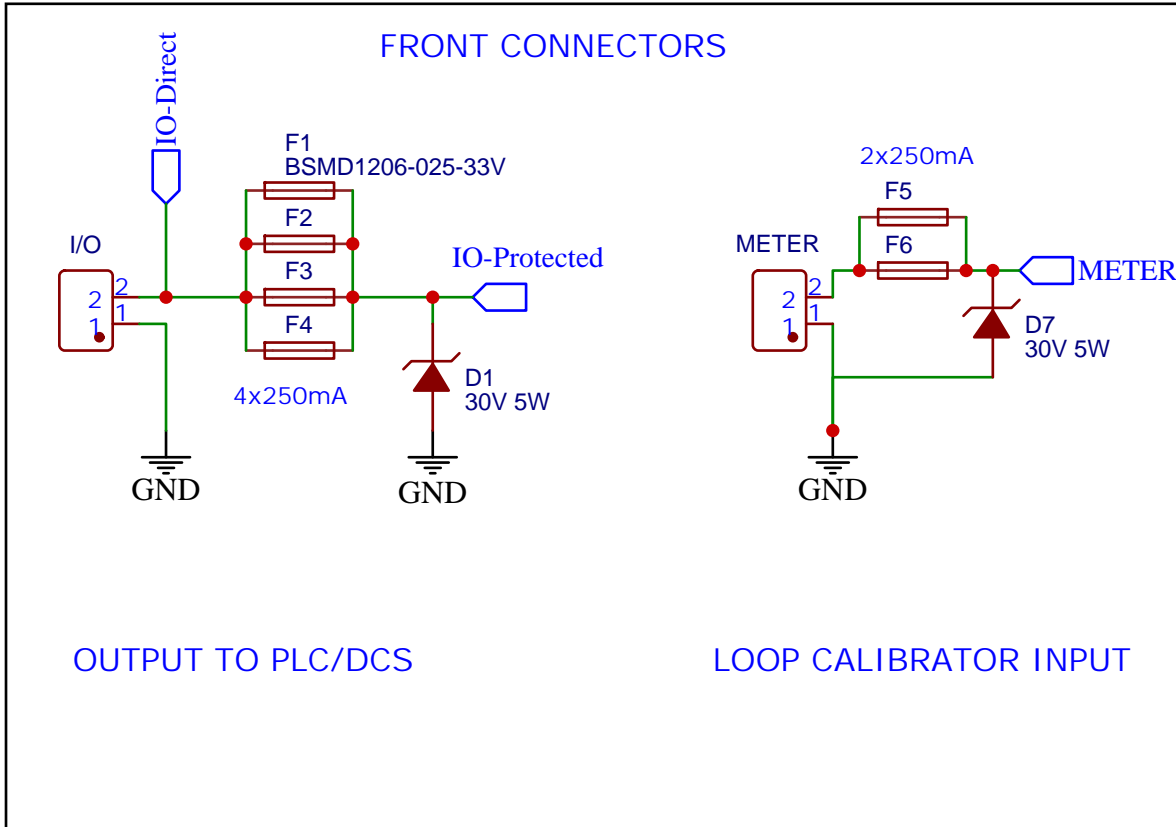 FRONT CONNECTORS
IO-Direct
F1
BSMD1206-025-33V
F2
F3
F4
4x250mA
I/O
2
2
1
1
IO-Protected
D1
30V 5W
GND
GND
2x250mA
F5
F6
METER
2
2
1
1
METER
D7
30V 5W
GND
OUTPUT TO PLC/DCS
LOOP CALIBRATOR INPUT